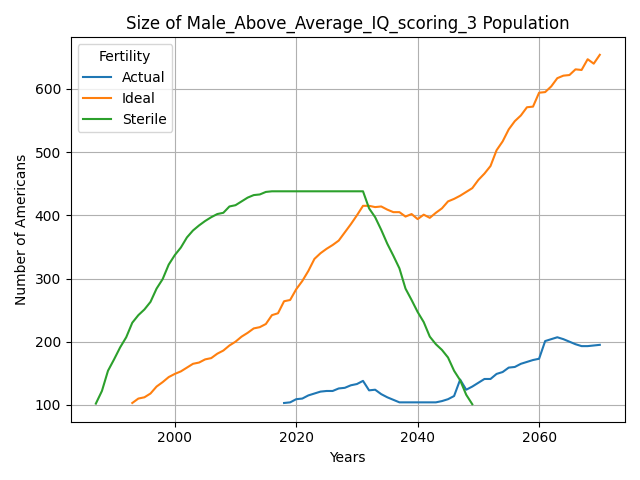 Size of Male_Above_Average_IQ_scoring_3 Population
Fertility
Actual
Ideal
Sterile
Number of Americans
600
500
400
300
200
100
2000
2020
2040
2060
Years